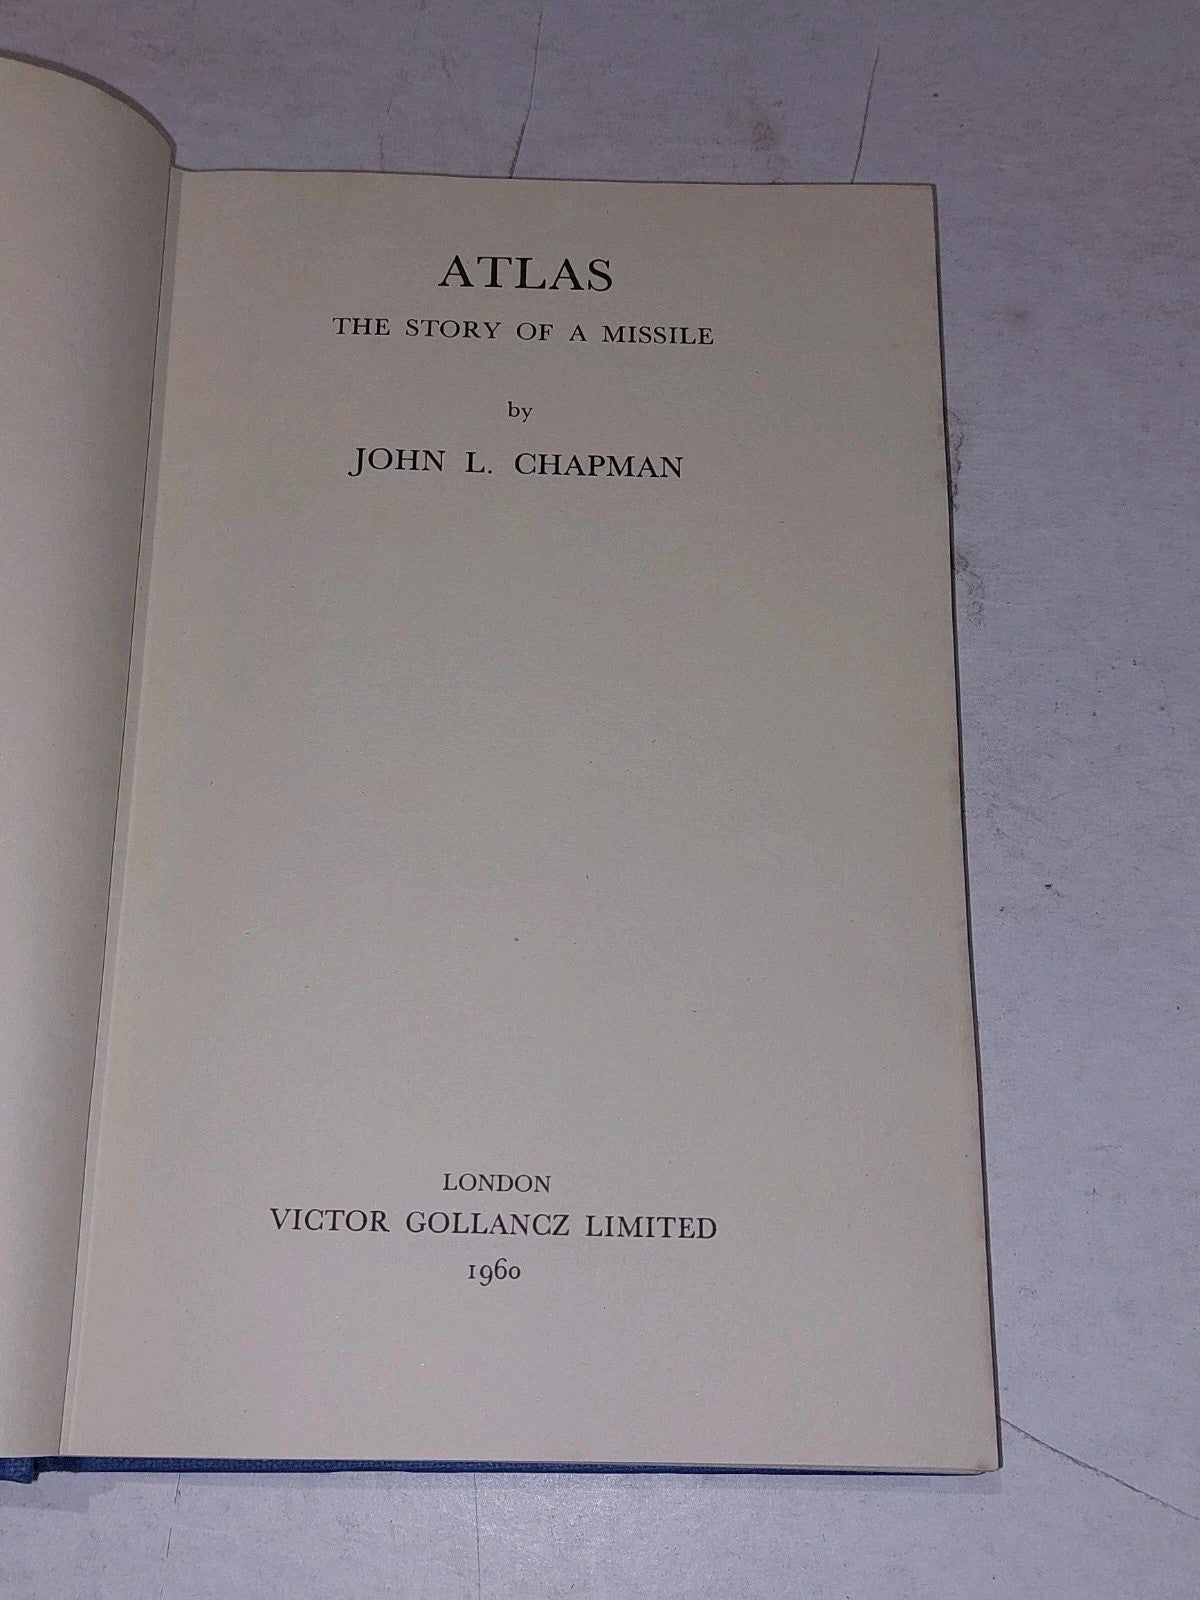 ATLAS
THE STORY OF A MISSILE
by
JOHN L. CHAPMAN
LONDON
VICTOR GOLLANCZ LIMITED
1960